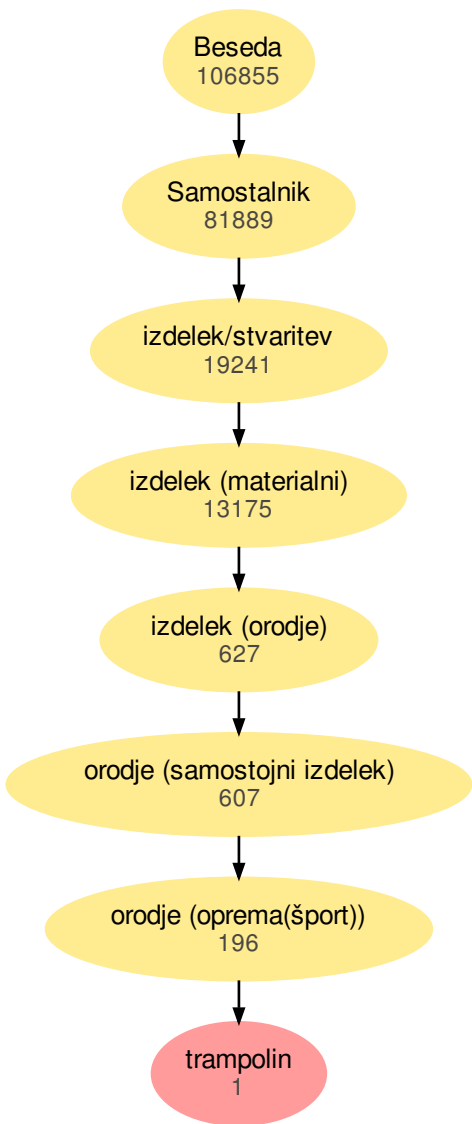 Beseda
106855
Samostalnik
81889
izdelek/stvaritev
19241
izdelek (materialni)
13175
izdelek (orodje)
627
orodje (samostojni izdelek)
607
orodje (oprema(šport))
196
trampolin
1